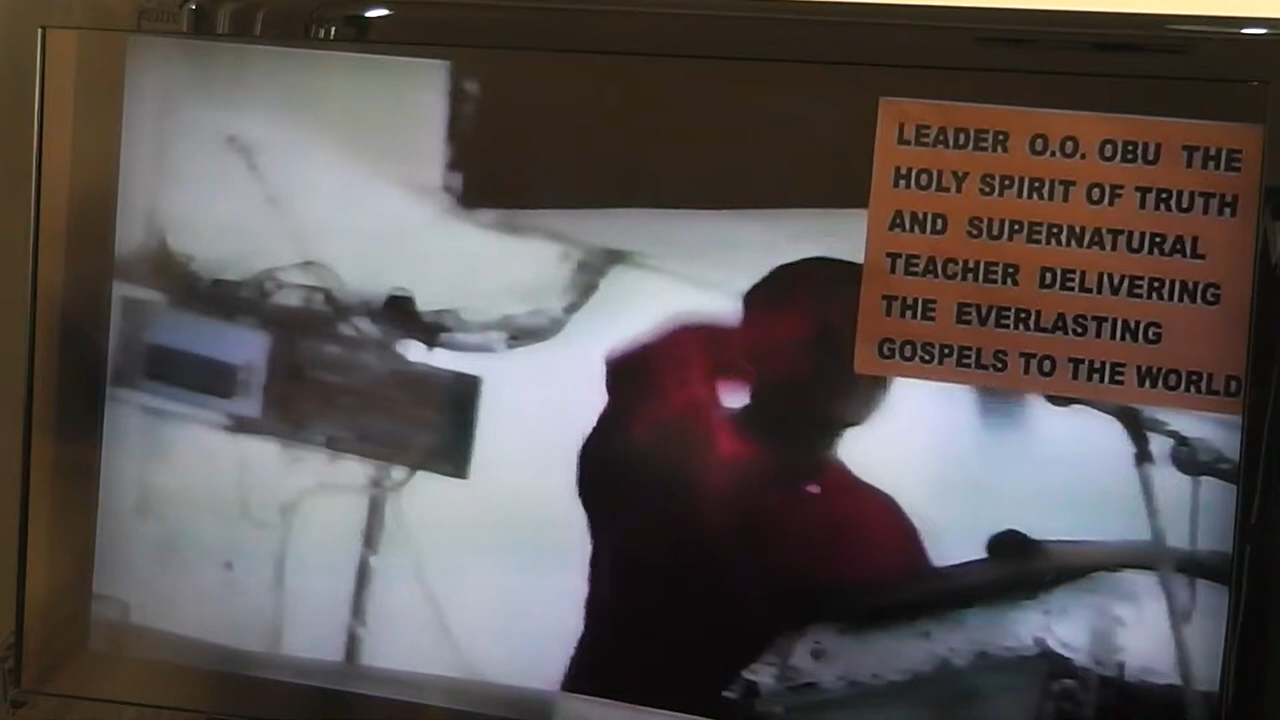 LEADER O.O. OBU THE
HOLY SPIRIT OF TRUTH
AND SUPERNATURAL
TEACHER DELIVERING
THE EVERLASTING
GOSPELS TO THE WORLD